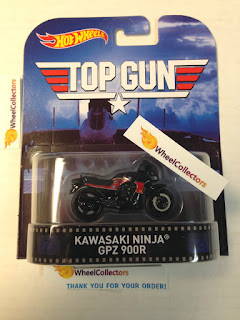 Hot Wheels
TOP GUN
WheelCollectors
KAWASAKI NINJA®
GPZ 900R
WheelCollectors
THANK YOU FOR YOUR ORDER!